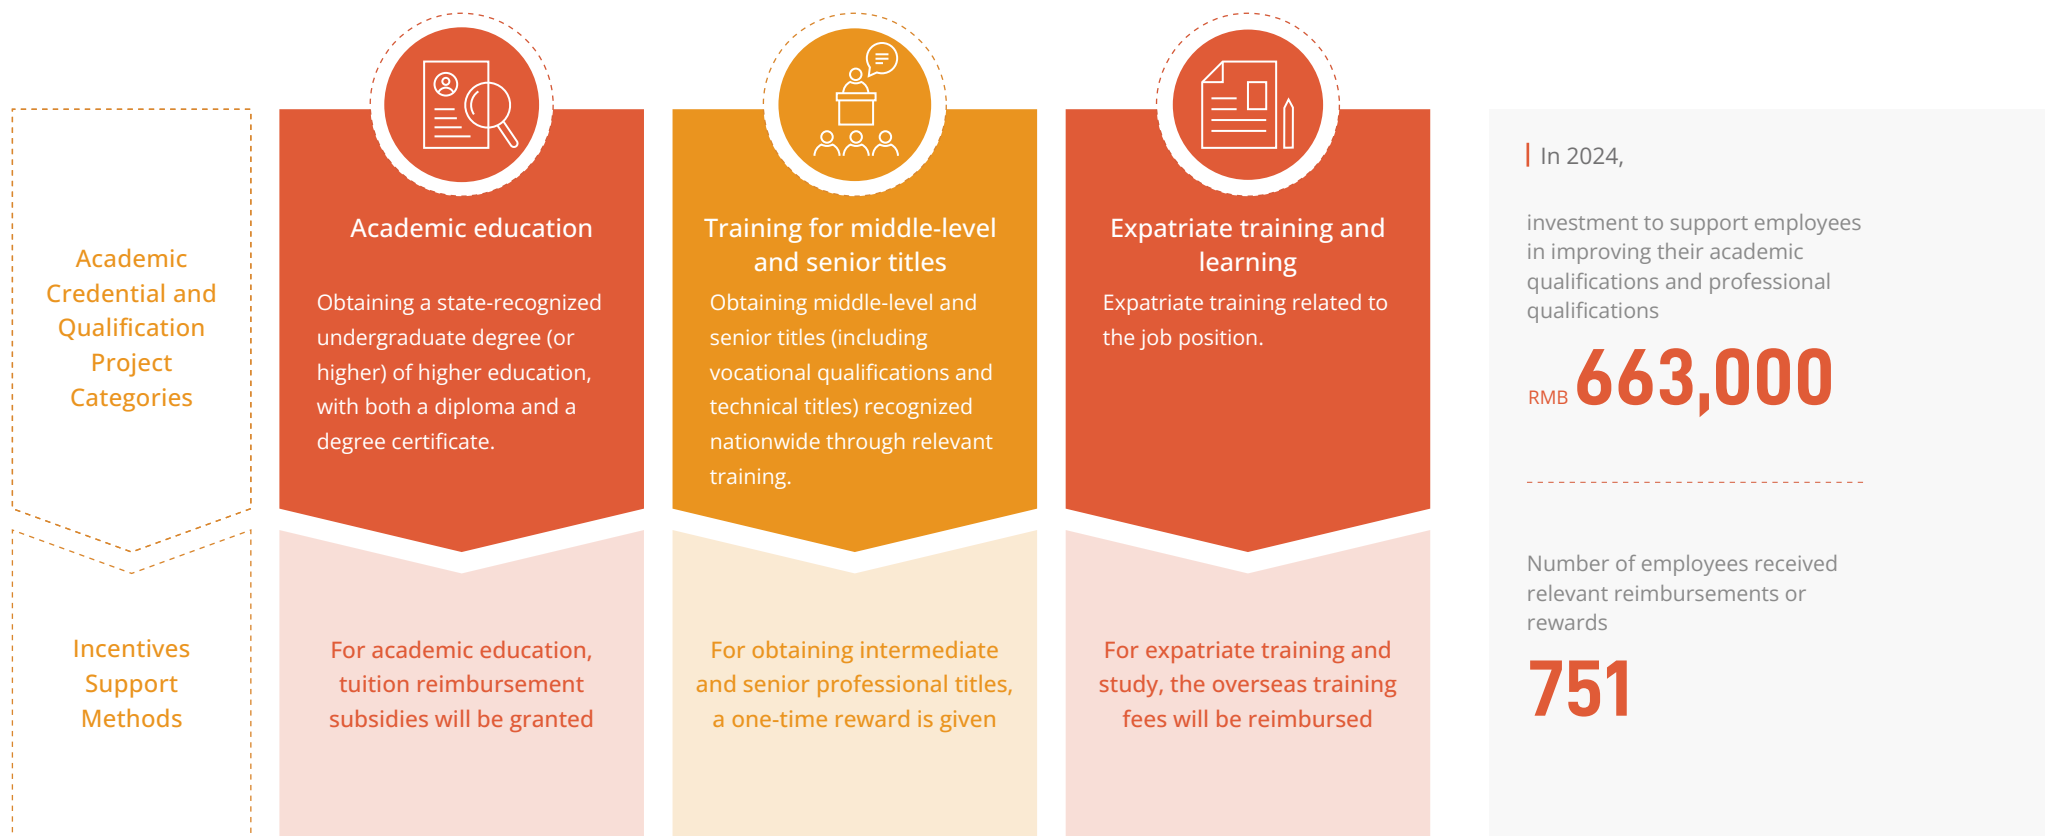 Academic
Credential and
Qualification
Project
Categories
Academic education
Obtaining a state-recognized
undergraduate degree (or
higher) of higher education,
with both a diploma and a
degree certificate.
Training for middle-level
and senior titles
Obtaining middle-level and
senior titles (including
vocational qualifications and
technical titles) recognized
nationwide through relevant
training.
Expatriate training and
learning
Expatriate training related to
the job position.
Incentives
Support
Methods
For academic education,
tuition reimbursement
subsidies will be granted
For obtaining intermediate
and senior professional titles,
a one-time reward is given
For expatriate training and
study, the overseas training
fees will be reimbursed
In 2024,
investment to support employees
in improving their academic
qualifications and professional
qualifications
RMB 663,000
Number of employees received
relevant reimbursements or
rewards
751